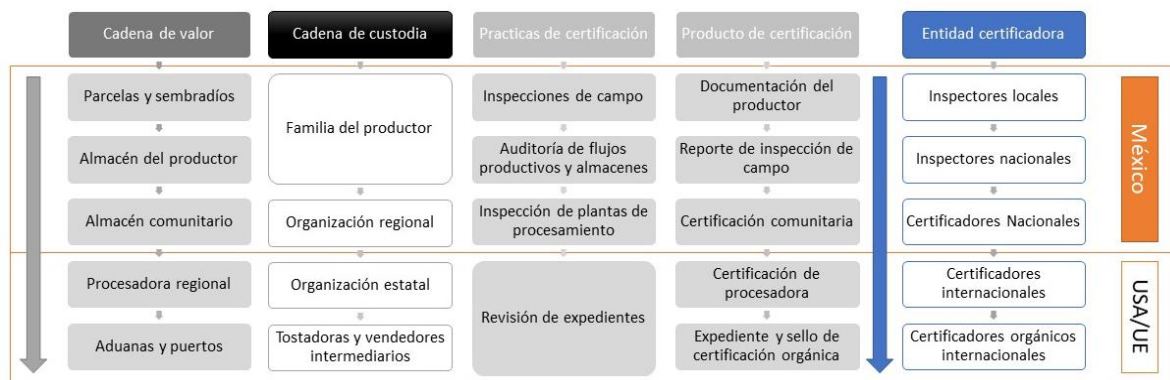 Cadena de valor
Cadena de custodia
Practicas de certificación
Producto de certificación
Entidad certificadora
Parcelas y sembradíos
Familia del productor
Inspecciones de campo
Documentación del
productor
Inspectores locales
Almacén del productor
Auditoría de flujos
productivos y almacenes
Reporte de inspección de
campo
Inspectores nacionales
Almacén comunitario
Organización regional
Inspección de plantas de
procesamiento
Certificación comunitaria
Certificadores Nacionales
México
Procesadora regional
Organización estatal
Revisión de expedientes
Certificación de
procesadora
Certificadores
internacionales
Aduanas y puertos
Tostadoras y vendedores
intermediarios
Expediente y sello de
certificación orgánica
Certificadores orgánicos
internacionales
USA/UE